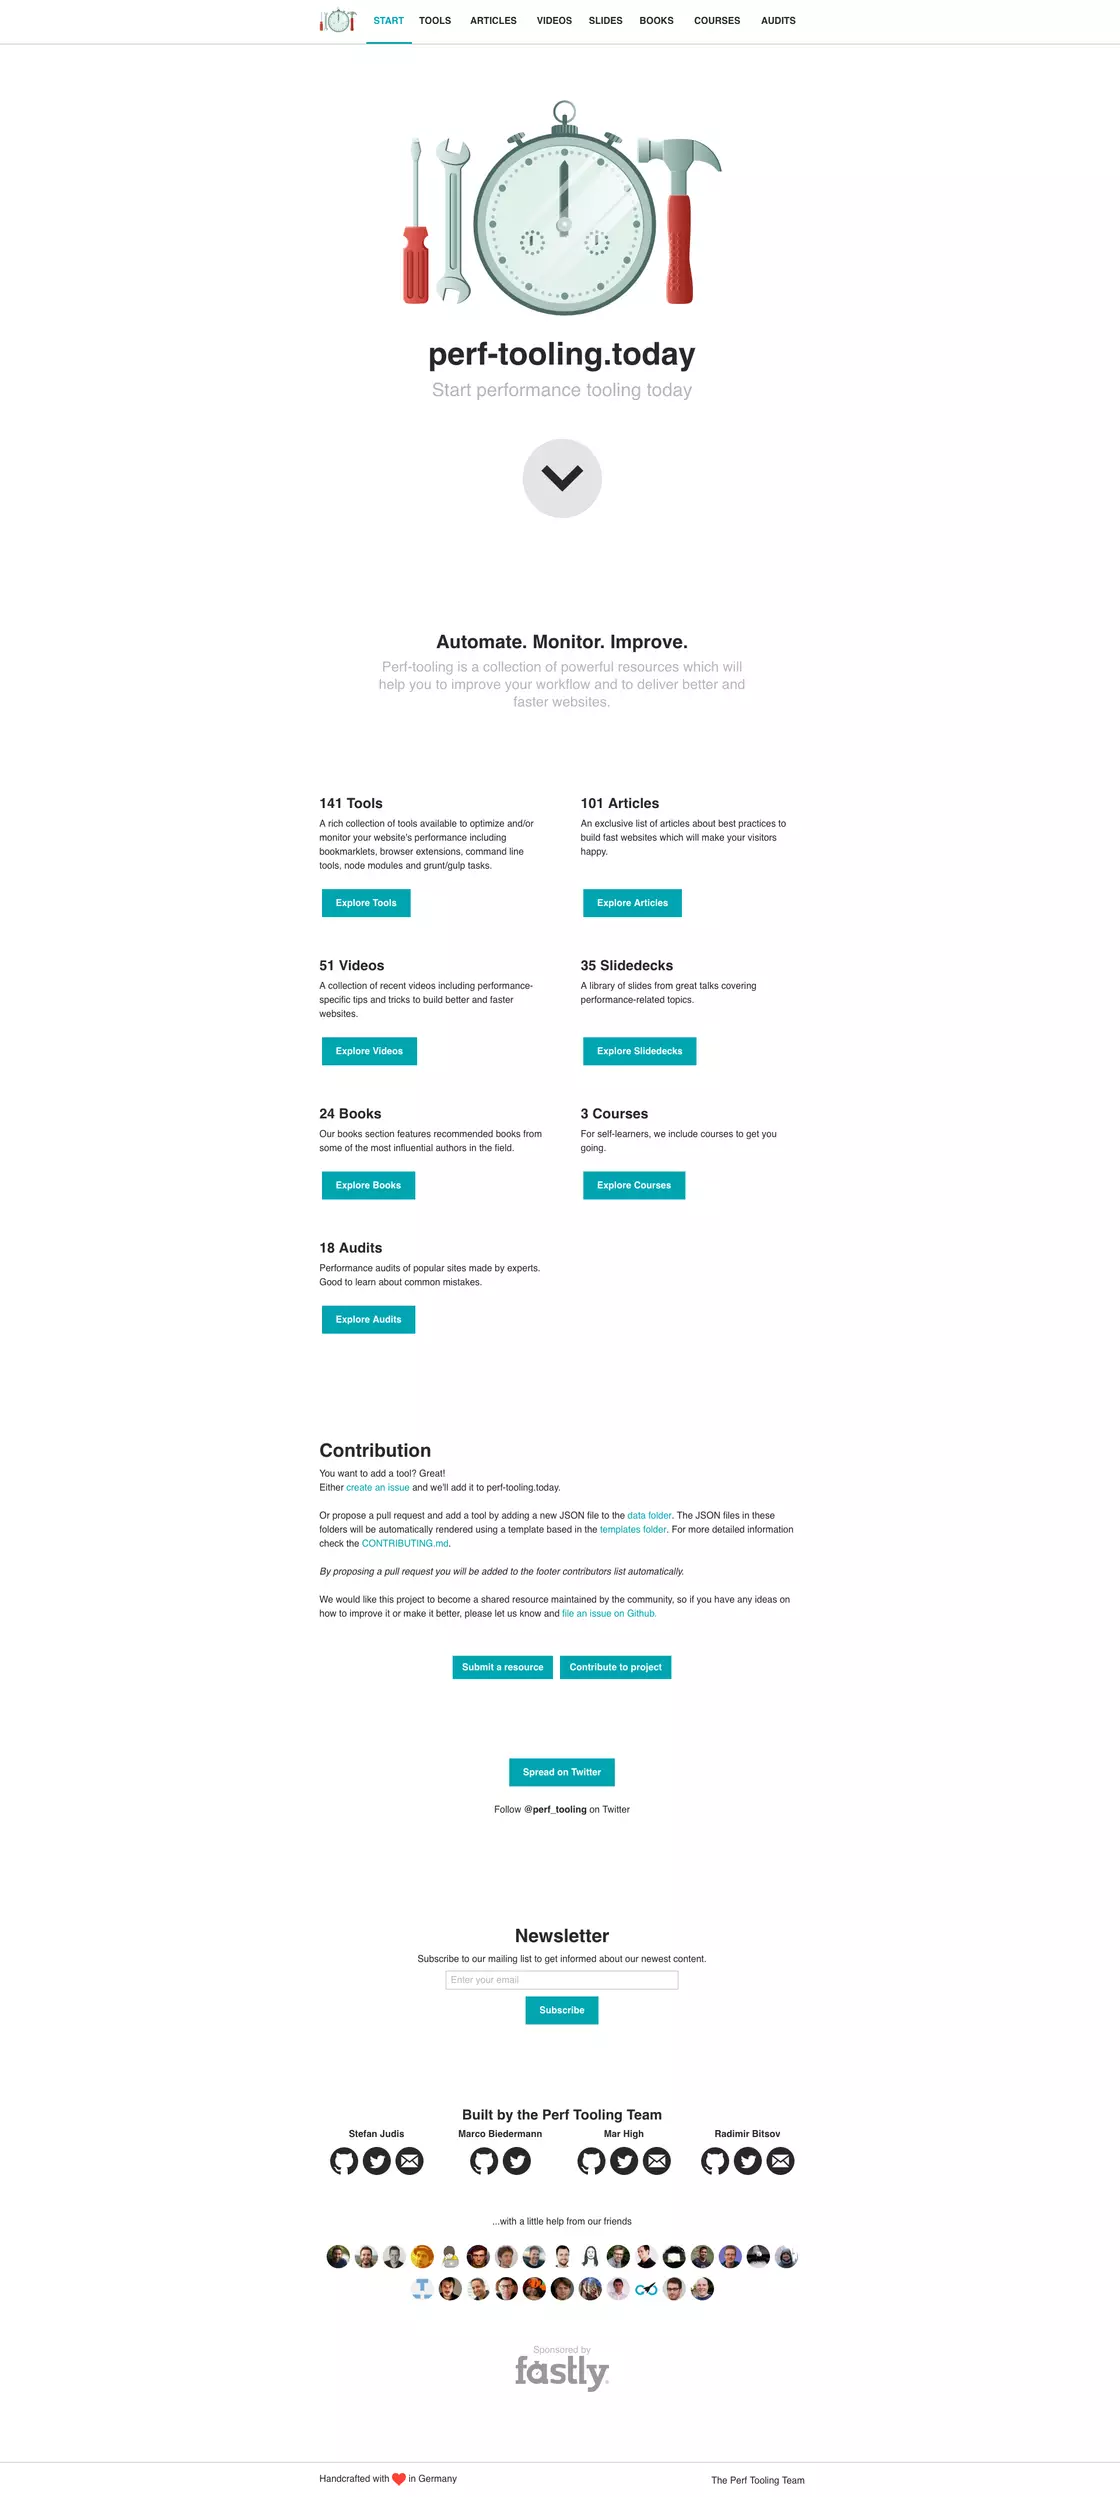 START TOOLS ARTICLES VIDEOS SLIDES BOOKS COURSES AUDITS
perf-tooling.today
Start performance tooling today
Automate. Monitor. Improve.
Perf-tooling is a collection of powerful resources which will
help you to improve your workflow and to deliver better and
faster websites.
141 Tools
A rich collection of tools available to optimize and/or
monitor your website's performance including
bookmarklets, browser extensions, command line
tools, node modules and grunt/gulp tasks.
Explore Tools
101 Articles
An exclusive list of articles about best practices to
build fast websites which will make your visitors
happy.
Explore Articles
51 Videos
A collection of recent videos including performance-
specific tips and tricks to build better and faster
websites.
Explore Videos
35 Slidedecks
A library of slides from great talks covering
performance-related topics.
Explore Slidedecks
24 Books
Our books section features recommended books from
some of the most influential authors in the field.
Explore Books
3 Courses
For self-learners, we include courses to get you
going.
Explore Courses
18 Audits
Performance audits of popular sites made by experts.
Good to learn about common mistakes.
Explore Audits
Contribution
You want to add a tool? Great!
Either create an issue and we'll add it to perf-tooling.today.
Or propose a pull request and add a tool by adding a new JSON file to the data folder. The JSON files in these
folders will be automatically rendered using a template based in the templates folder. For more detailed information
check the CONTRIBUTING.md.
By proposing a pull request you will be added to the footer contributors list automatically.
We would like this project to become a shared resource maintained by the community, so if you have any ideas on
how to improve it or make it better, please let us know and file an issue on Github.
Submit a resource Contribute to project
Spread on Twitter
Follow @perf_tooling on Twitter
Newsletter
Subscribe to our mailing list to get informed about our newest content.
Enter your email
Subscribe
Built by the Perf Tooling Team
Stefan Judis Marco Biedermann Mar High Radimir Bitsov
...with a little help from our friends
Sponsored by
fastly
Handcrafted with ❤ in Germany The Perf Tooling Team